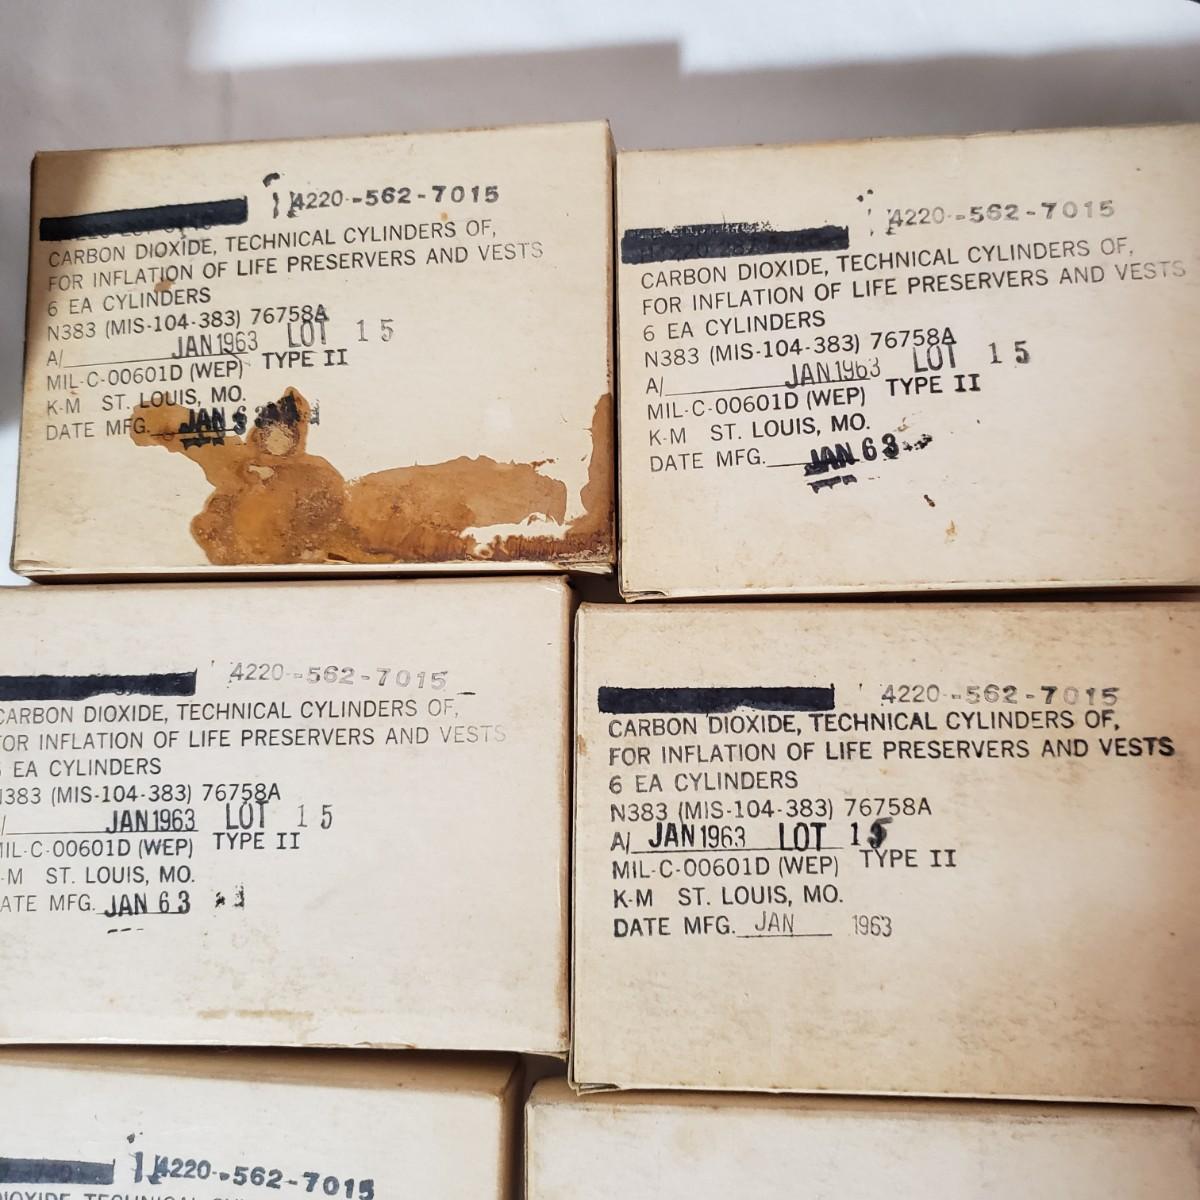 4220--562-7015
CARBON DIOXIDE, TECHNICAL CYLINDERS OF,
FOR INFLATION OF LIFE PRESERVERS AND VESTS
6 EA CYLINDERS
N383 (MIS-104-383) 76758A
A/ JAN 1963 LOT 15
MIL-C-00601D (WEP) TYPE II
K-M ST. LOUIS, MO.
DATE MFG. JAN 6
4220--562-7015
CARBON DIOXIDE, TECHNICAL CYLINDERS OF,
FOR INFLATION OF LIFE PRESERVERS AND VESTS
6 EA CYLINDERS
N383 (MIS-104-383) 76758A
A/ JAN 1963 LOT 15
MIL-C-00601D (WEP) TYPE II
K-M ST. LOUIS, MO.
DATE MFG. JAN 63
4220--562-7015
CARBON DIOXIDE, TECHNICAL CYLINDERS OF,
OR INFLATION OF LIFE PRESERVERS AND VESTS
EA CYLINDERS
383 (MIS-104-383) 76758A
/ JAN 1963 LOT 15
IL-C-00601D (WEP) TYPE II
-M ST. LOUIS, MO.
ATE MFG. JAN 63
4220--562-7015
CARBON DIOXIDE, TECHNICAL CYLINDERS OF,
FOR INFLATION OF LIFE PRESERVERS AND VESTS
6 EA CYLINDERS
N383 (MIS-104-383) 76758A
A/ JAN 1963 LOT 15
MIL-C-00601D (WEP) TYPE II
K-M ST. LOUIS, MO.
DATE MFG. JAN 1963
4220--562-7015